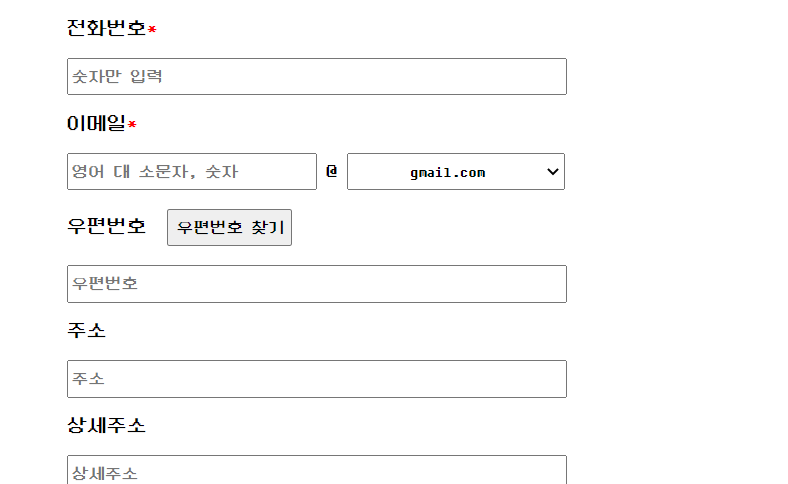 전화번호*
숫자만 입력
이메일*
영어 대 소문자, 숫자 @ gmail.com
우편번호 우편번호 찾기
우편번호
주소
주소
상세주소
상세주소